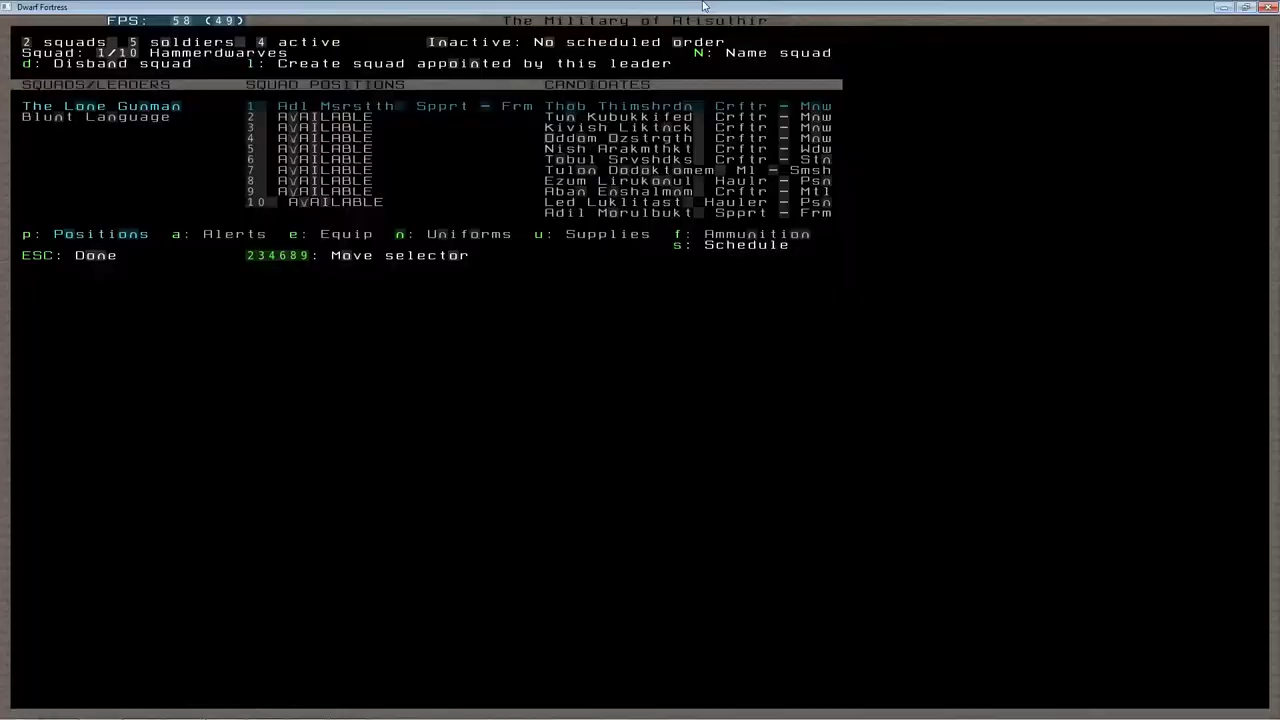 Dwarf Fortress
FPS: 58 (49) The Military of Atisulhir
2 squads 5 soldiers 4 active Inactive: No scheduled order
Squad: 1/10 Hammerdwarves N: Name squad
d: Disband squad l: Create squad appointed by this leader
SQUADS/LEADERS SQUAD POSITIONS CANDIDATES
The Lone Gunman 1 Adl Msrstth Spprt - Frm Thob Thimshrdn Crftr - Mnw
Blunt Language 2 AVAILABLE Tun Kubukkifed Crftr - Mnw
3 AVAILABLE Kivish Liktnck Crftr - Mnw
4 AVAILABLE Oddom Ozstrgth Crftr - Mnw
5 AVAILABLE Nish Arakmthkt Crftr - Wdw
6 AVAILABLE Tobul Srvshdks Crftr - Stn
7 AVAILABLE Tulon Dodoktomem Ml - Smsh
8 AVAILABLE Ezum Lirukonul Haulr - Psn
9 AVAILABLE Aban Enshalmnm Crftr - Mtl
10 AVAILABLE Led Luklitast Hauler - Psn
Adil Morulbukt Spprt - Frm
p: Positions a: Alerts e: Equip n: Uniforms u: Supplies f: Ammunition
s: Schedule
ESC: Done 234689: Move selector